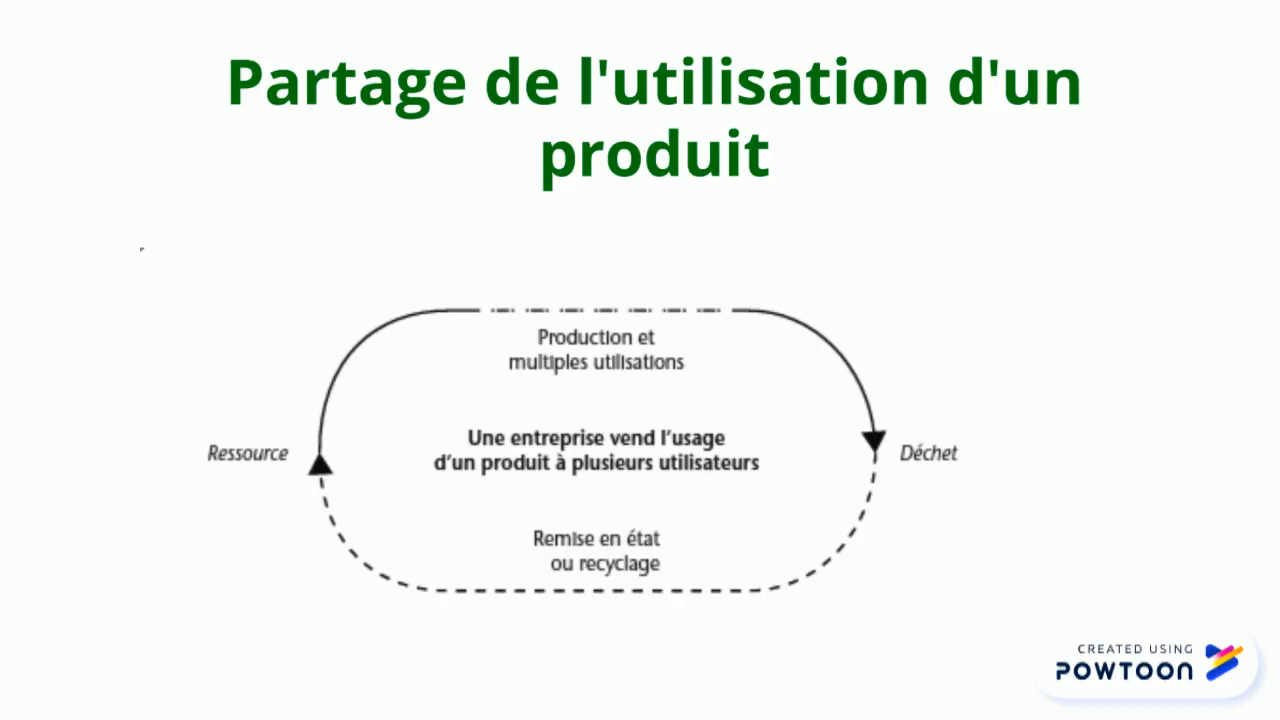 Partage de l'utilisation d'un
produit
Production et
multiples utilisations
Une entreprise vend l'usage
d'un produit à plusieurs utilisateurs
Ressource
Déchet
Remise en état
ou recyclage
CREATED USING
POWTOON